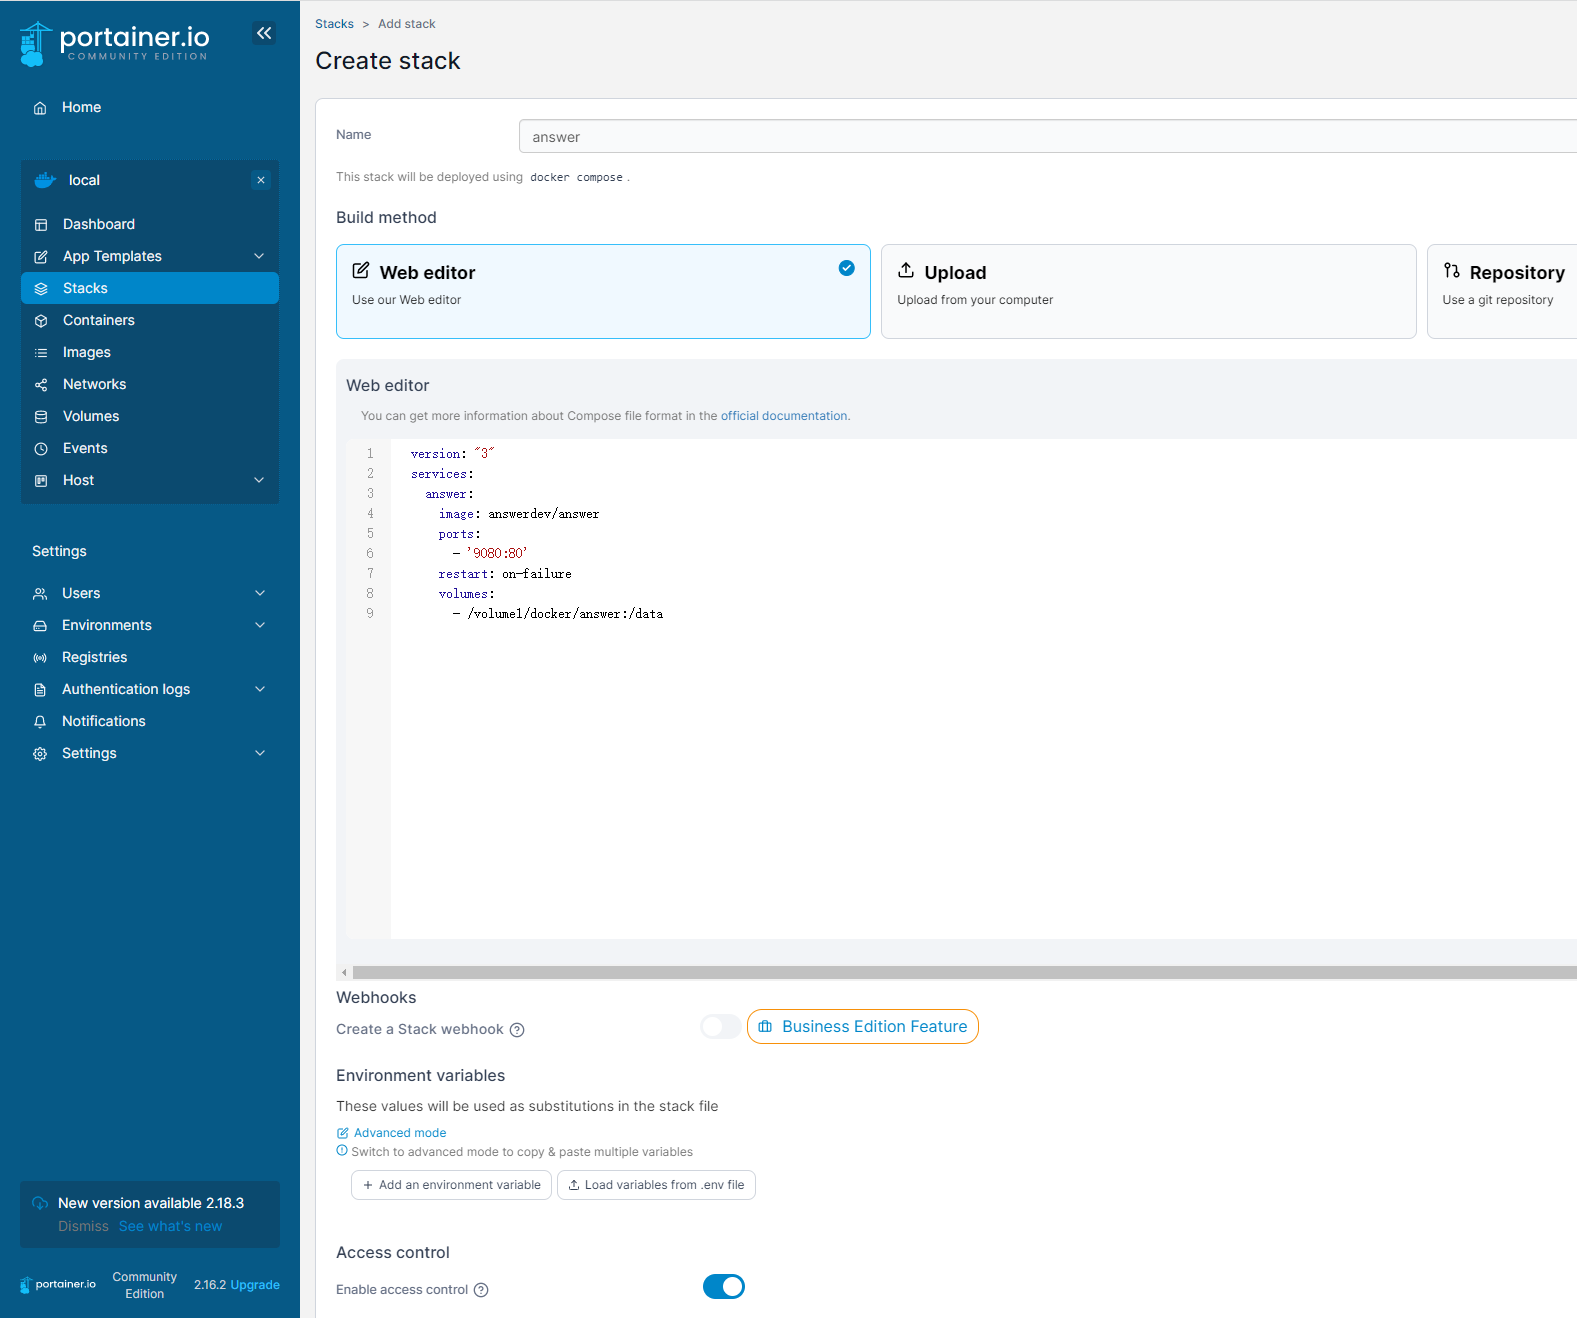 portainer.io
COMMUNITY EDITION
Home
local
Dashboard
App Templates
Stacks
Containers
Images
Networks
Volumes
Events
Host
Settings
Users
Environments
Registries
Authentication logs
Notifications
Settings
New version available 2.18.3
Dismiss See what's new
portainer.io Community Edition 2.16.2 Upgrade
Stacks > Add stack
Create stack
Name answer
This stack will be deployed using docker compose .
Build method
Web editor
Use our Web editor
Upload
Upload from your computer
Repository
Use a git repository
Web editor
You can get more information about Compose file format in the official documentation.
1 version: "3"
2 services:
3 answer:
4 image: answerdev/answer
5 ports:
6 - '9080:80'
7 restart: on-failure
8 volumes:
9 - /volume1/docker/answer:/data
Webhooks
Create a Stack webhook ?
Business Edition Feature
Environment variables
These values will be used as substitutions in the stack file
Advanced mode
Switch to advanced mode to copy & paste multiple variables
+ Add an environment variable
Load variables from .env file
Access control
Enable access control ?